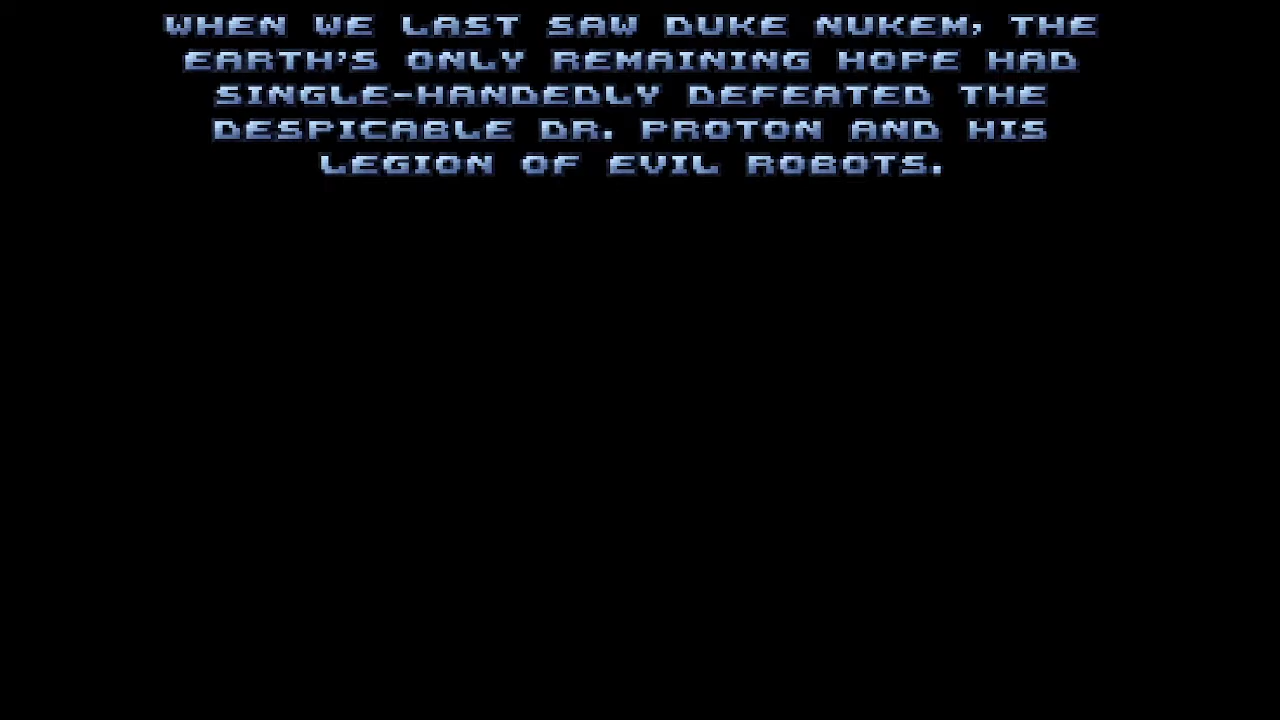 WHEN WE LAST SAW DUKE NUKEM, THE
EARTH'S ONLY REMAINING HOPE HAD
SINGLE-HANDEDLY DEFEATED THE
DESPICABLE DR. PROTON AND HIS
LEGION OF EVIL ROBOTS.